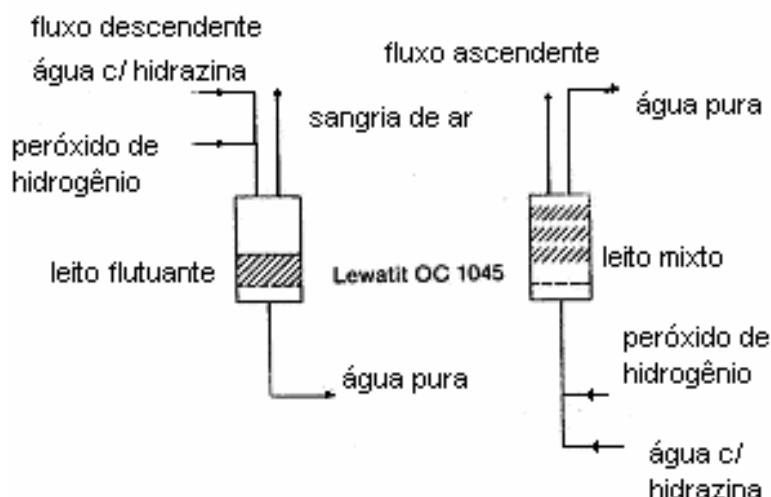 fluxo descendente
água c/ hidrazina
peróxido de
hidrogênio
sangria de ar
leito flutuante
água pura
Lewatit OC 1045
fluxo ascendente
água pura
leito mixto
peróxido de
hidrogênio
água c/
hidrazina